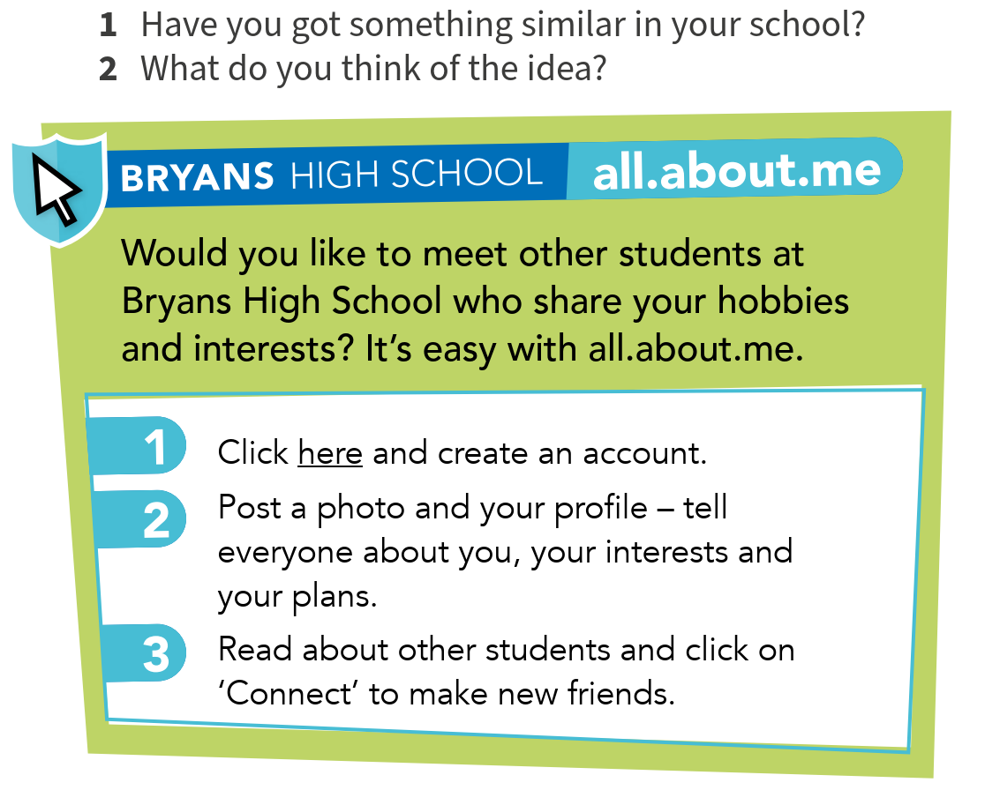 1 Have you got something similar in your school?
2 What do you think of the idea?
BRYANS HIGH SCHOOL all.about.me
Would you like to meet other students at
Bryans High School who share your hobbies
and interests? It’s easy with all.about.me.
1 Click here and create an account.
2 Post a photo and your profile – tell
everyone about you, your interests and
your plans.
3 Read about other students and click on
‘Connect’ to make new friends.